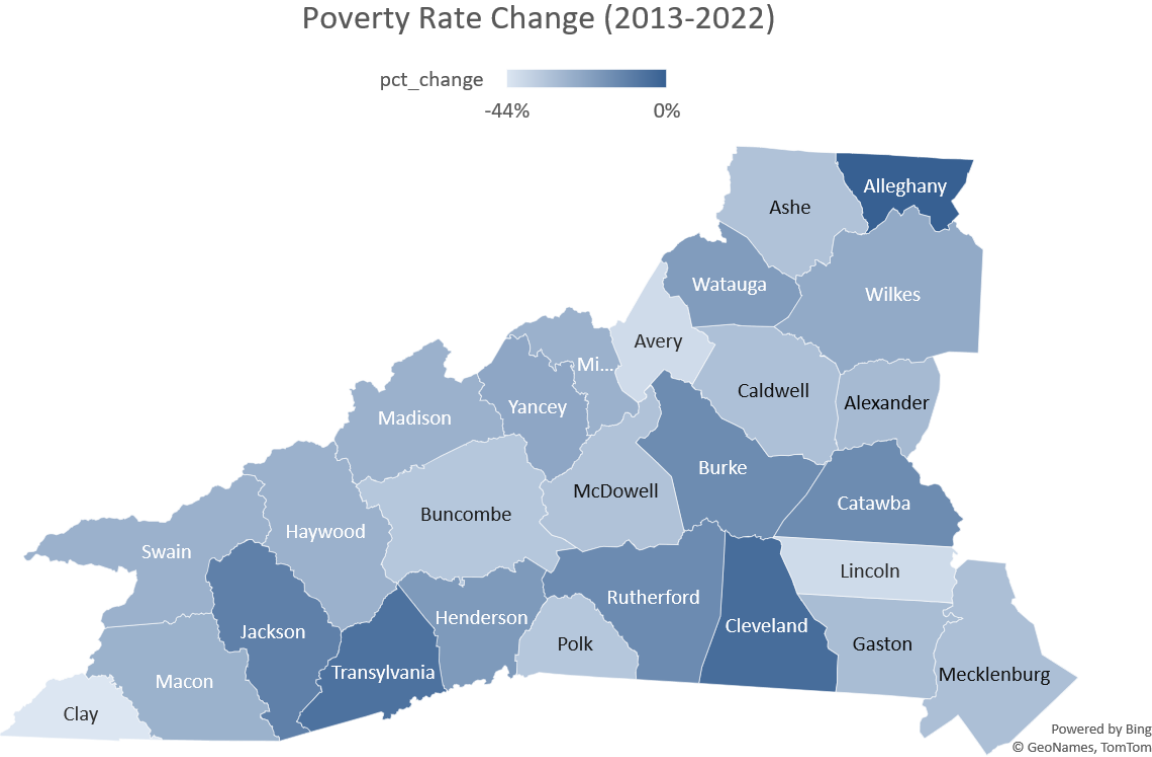 Poverty Rate Change (2013-2022)
pct_change
-44%
0%
Alleghany
Ashe
Watauga
Wilkes
Avery
Mi...
Caldwell
Alexander
Yancey
Madison
Burke
McDowell
Catawba
Buncombe
Haywood
Swain
Lincoln
Rutherford
Henderson
Cleveland
Jackson
Polk
Gaston
Transylvania
Mecklenburg
Macon
Clay
Powered by Bing
© GeoNames, TomTom